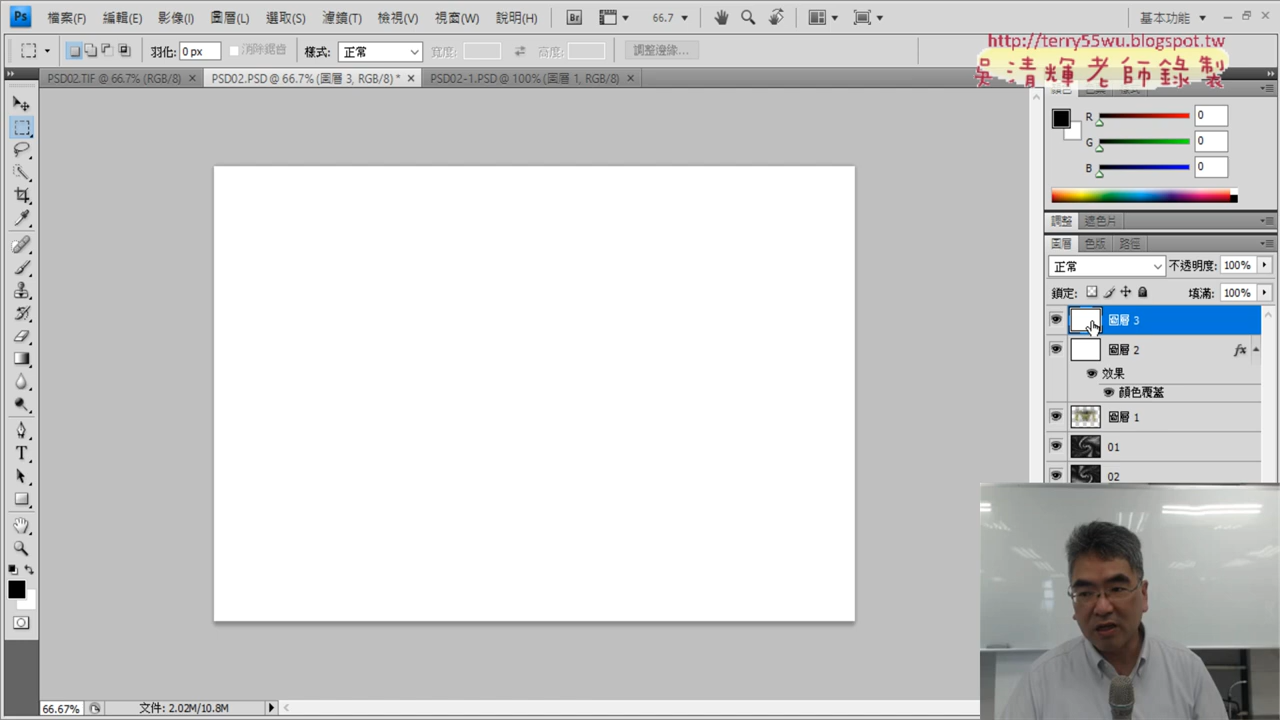 Ps 檔案(F) 編輯(E) 影像(I) 圖層(L) 選取(S) 濾鏡(T) 檢視(V) 視窗(W) 說明(H) Br 66.7 基本功能
http://terry55wu.blogspot.tw
羽化: 0 px 消除鋸齒 樣式: 正常 寬度: 高度: 調整邊緣...
吳清輝老師錄製
PSD02.TIF @ 66.7% (RGB/8) × PSD02.PSD @ 66.7% (圖層 3, RGB/8) * × PSD02-1.PSD @ 100% (圖層 1, RGB/8) ×
R 0
G 0
B 0
調整 遮色片
圖層 色版 路徑
正常 不透明度: 100%
鎖定: 填滿: 100%
圖層 3
圖層 2 fx
效果
顏色覆蓋
圖層 1
01
02
66.67% 文件: 2.02M/10.8M